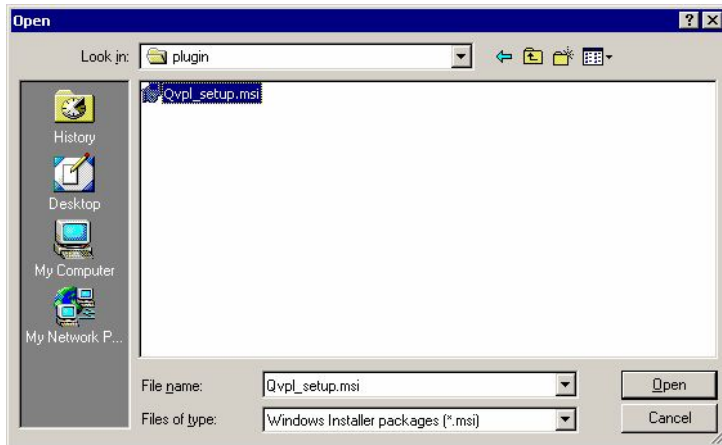 Open
Look in: plugin
Qvpl_setup.msi
History
Desktop
My Computer
My Network P...
File name: Qvpl_setup.msi Open
Files of type: Windows Installer packages (*.msi) Cancel